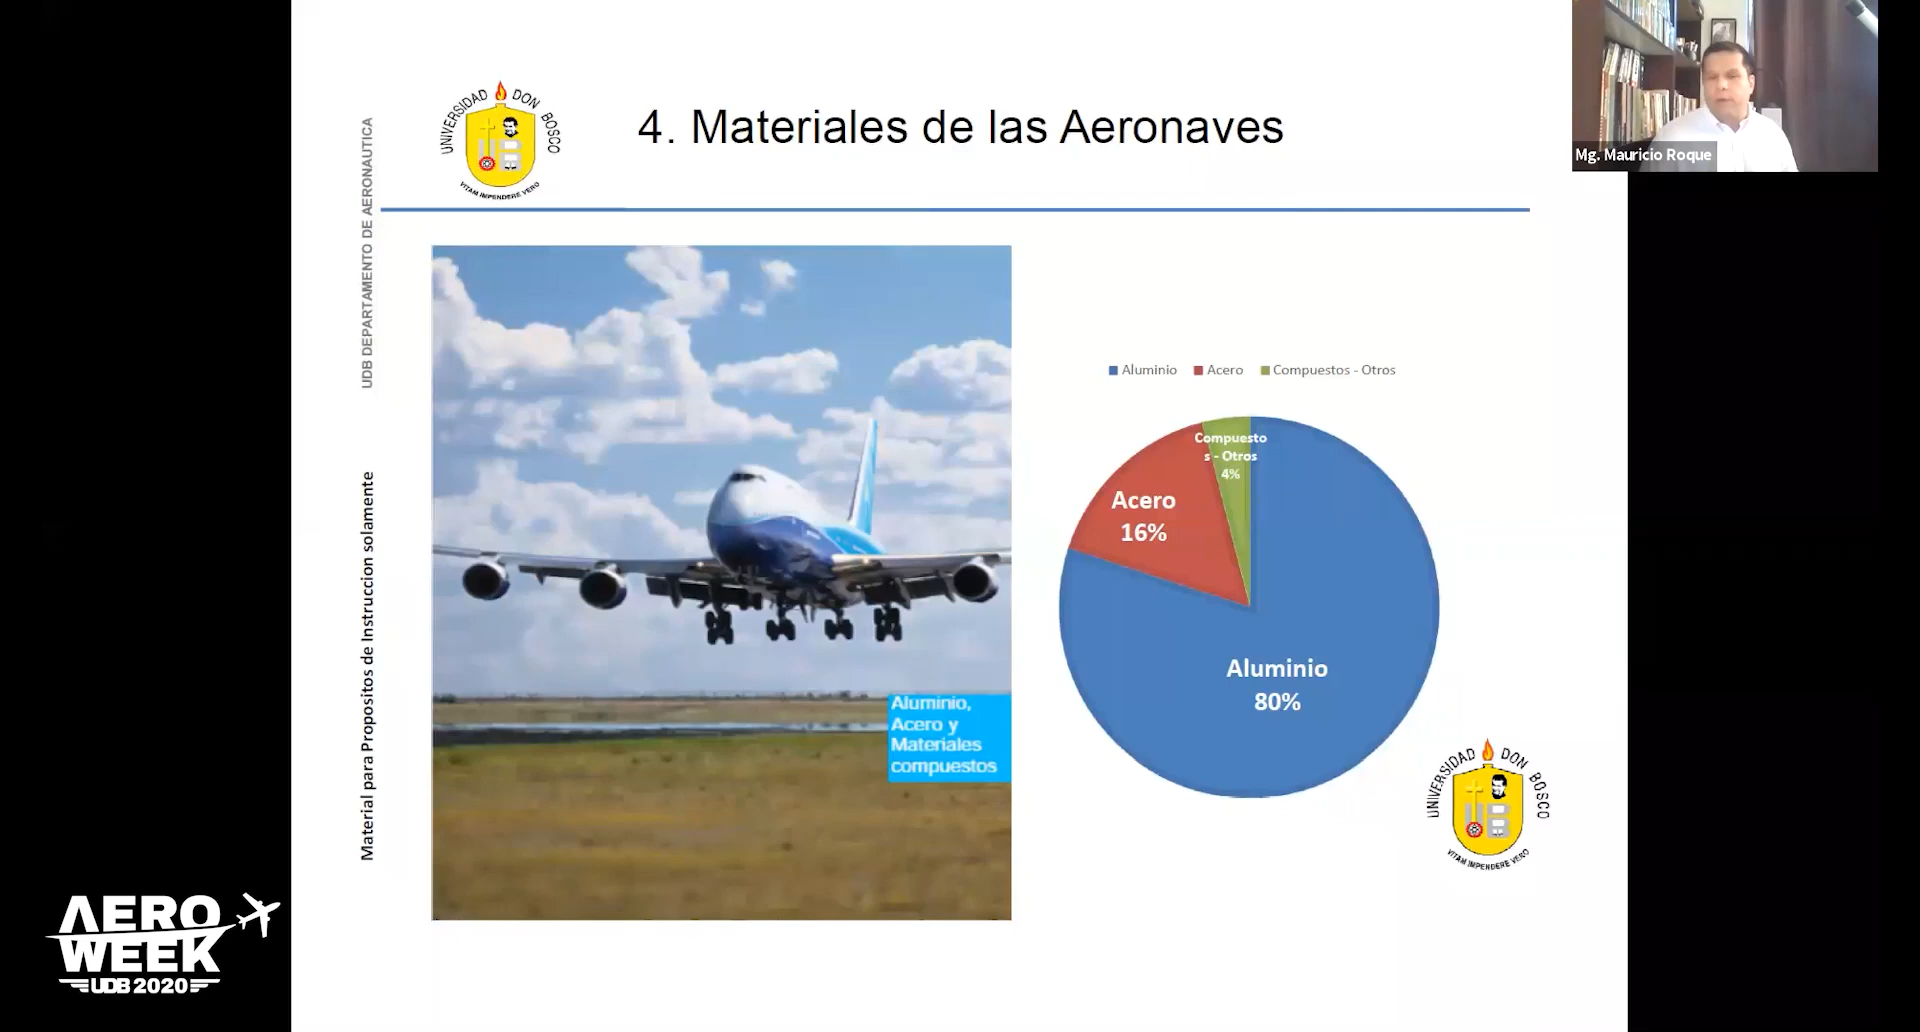 UNIVERSIDAD DON BOSCO
VITAM IMPENDERE VERO
4. Materiales de las Aeronaves
Mg. Mauricio Roque
UDB DEPARTAMENTO DE AERONAUTICA
Material para Propositos de Instruccion solamente
Aluminio,
Acero y
Materiales
compuestos
Aluminio
Acero
Compuestos - Otros
Compuesto
s - Otros
4%
Acero
16%
Aluminio
80%
UNIVERSIDAD DON BOSCO
UB
VITAM IMPENDERE VERO
AERO
WEEK
UDB 2020